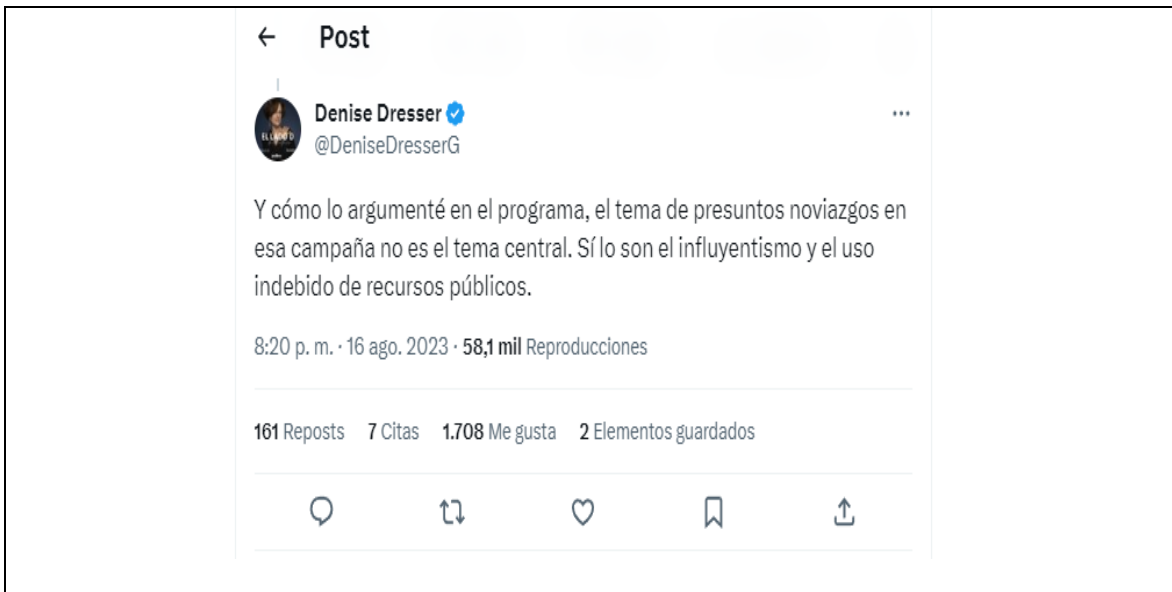 Post
Denise Dresser
@DeniseDresserG
EL LADO D
Y cómo lo argumenté en el programa, el tema de presuntos noviazgos en
esa campaña no es el tema central. Sí lo son el influyentismo y el uso
indebido de recursos públicos.
8:20 p. m. · 16 ago. 2023 · 58,1 mil Reproducciones
161 Reposts 7 Citas 1.708 Me gusta 2 Elementos guardados